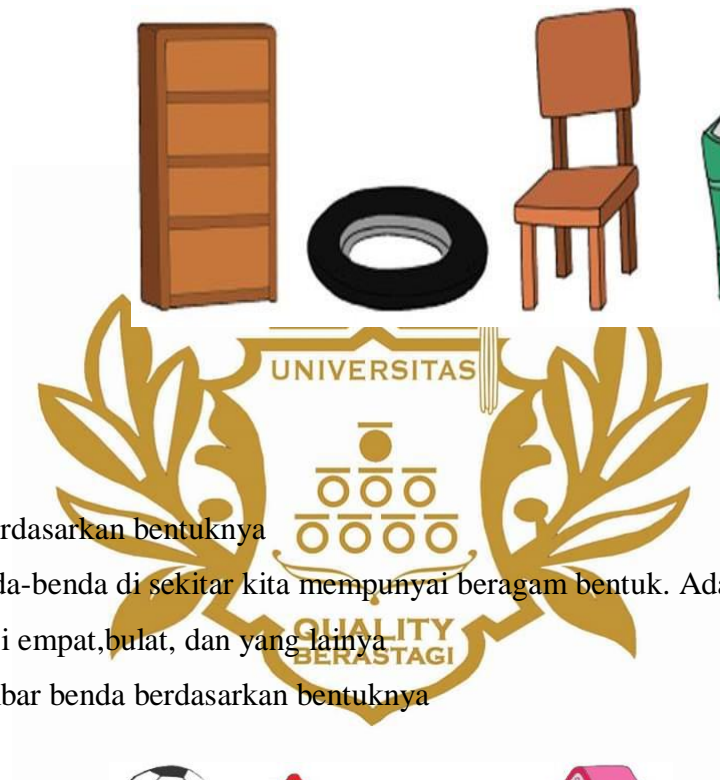 UNIVERSITAS
rdasarkan bentuknya
da-benda di sekitar kita mempunyai beragam bentuk. Ada
i empat,bulat, dan yang lainya
QUALITY
BERASTAGI
bar benda berdasarkan bentuknya